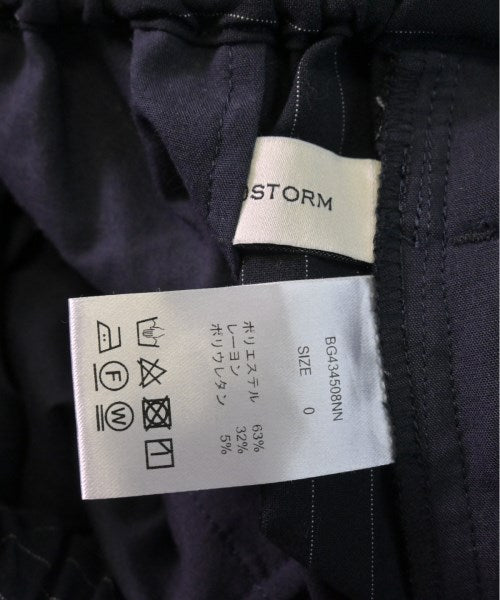 DSTORM
BG434508NN
SIZE 0
ポリエステル 63%
レーヨン 32%
ポリウレタン 5%
F
W